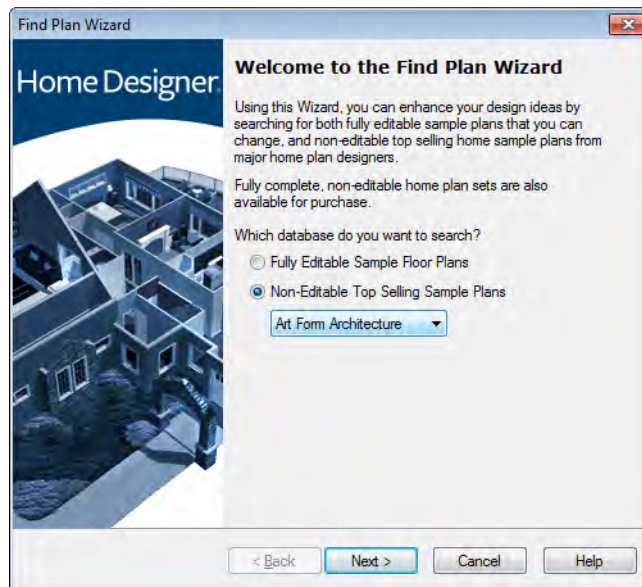 Find Plan Wizard
Home Designer
Welcome to the Find Plan Wizard
Using this Wizard, you can enhance your design ideas by
searching for both fully editable sample plans that you can
change, and non-editable top selling home sample plans from
major home plan designers.
Fully complete, non-editable home plan sets are also
available for purchase.
Which database do you want to search?
Fully Editable Sample Floor Plans
Non-Editable Top Selling Sample Plans
Art Form Architecture
< Back
Next >
Cancel
Help